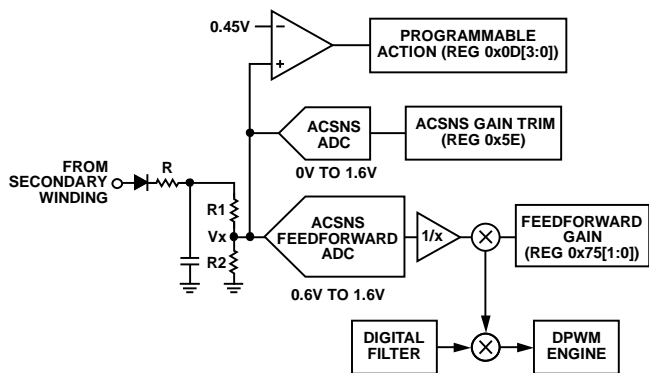 0.45V
−
+
PROGRAMMABLE
ACTION (REG 0x0D[3:0])
ACSNS
ADC
0V TO 1.6V
ACSNS GAIN TRIM
(REG 0x5E)
FROM
SECONDARY
WINDING
R
R1
Vx
R2
ACSNS
FEEDFORWARD
ADC
0.6V TO 1.6V
1/x
×
FEEDFORWARD
GAIN
(REG 0x75[1:0])
DIGITAL
FILTER
×
DPWM
ENGINE